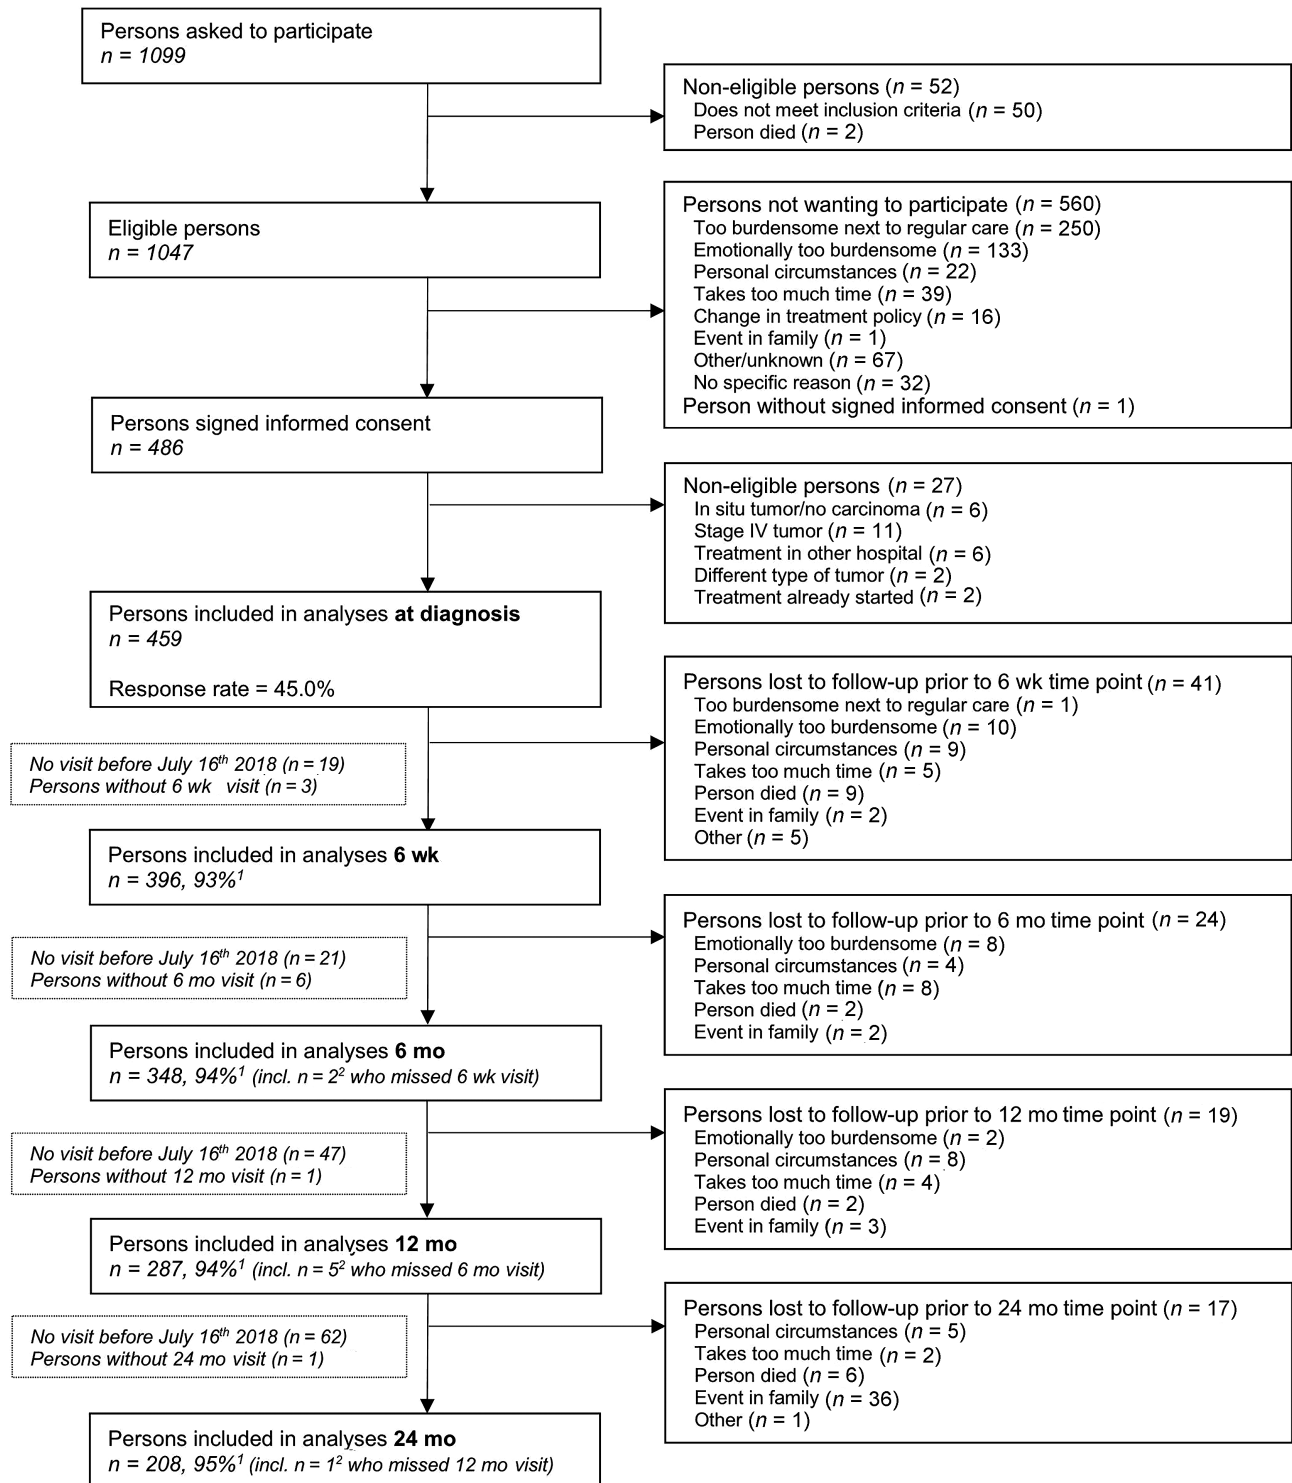 Persons asked to participate
n = 1099
Non-eligible persons (n = 52)
Does not meet inclusion criteria (n = 50)
Person died (n = 2)
Eligible persons
n = 1047
Persons not wanting to participate (n = 560)
Too burdensome next to regular care (n = 250)
Emotionally too burdensome (n = 133)
Personal circumstances (n = 22)
Takes too much time (n = 39)
Change in treatment policy (n = 16)
Event in family (n = 1)
Other/unknown (n = 67)
No specific reason (n = 32)
Person without signed informed consent (n = 1)
Persons signed informed consent
n = 486
Non-eligible persons (n = 27)
In situ tumor/no carcinoma (n = 6)
Stage IV tumor (n = 11)
Treatment in other hospital (n = 6)
Different type of tumor (n = 2)
Treatment already started (n = 2)
Persons included in analyses at diagnosis
n = 459
Response rate = 45.0%
Persons lost to follow-up prior to 6 wk time point (n = 41)
Too burdensome next to regular care (n = 1)
Emotionally too burdensome (n = 10)
Personal circumstances (n = 9)
Takes too much time (n = 5)
Person died (n = 9)
Event in family (n = 2)
Other (n = 5)
No visit before July 16th 2018 (n = 19)
Persons without 6 wk visit (n = 3)
Persons included in analyses 6 wk
n = 396, 93%1
Persons lost to follow-up prior to 6 mo time point (n = 24)
Emotionally too burdensome (n = 8)
Personal circumstances (n = 4)
Takes too much time (n = 8)
Person died (n = 2)
Event in family (n = 2)
No visit before July 16th 2018 (n = 21)
Persons without 6 mo visit (n = 6)
Persons included in analyses 6 mo
n = 348, 94%1 (incl. n = 22 who missed 6 wk visit)
Persons lost to follow-up prior to 12 mo time point (n = 19)
Emotionally too burdensome (n = 2)
Personal circumstances (n = 8)
Takes too much time (n = 4)
Person died (n = 2)
Event in family (n = 3)
No visit before July 16th 2018 (n = 47)
Persons without 12 mo visit (n = 1)
Persons included in analyses 12 mo
n = 287, 94%1 (incl. n = 52 who missed 6 mo visit)
Persons lost to follow-up prior to 24 mo time point (n = 17)
Personal circumstances (n = 5)
Takes too much time (n = 2)
Person died (n = 6)
Event in family (n = 36)
Other (n = 1)
No visit before July 16th 2018 (n = 62)
Persons without 24 mo visit (n = 1)
Persons included in analyses 24 mo
n = 208, 95%1 (incl. n = 12 who missed 12 mo visit)